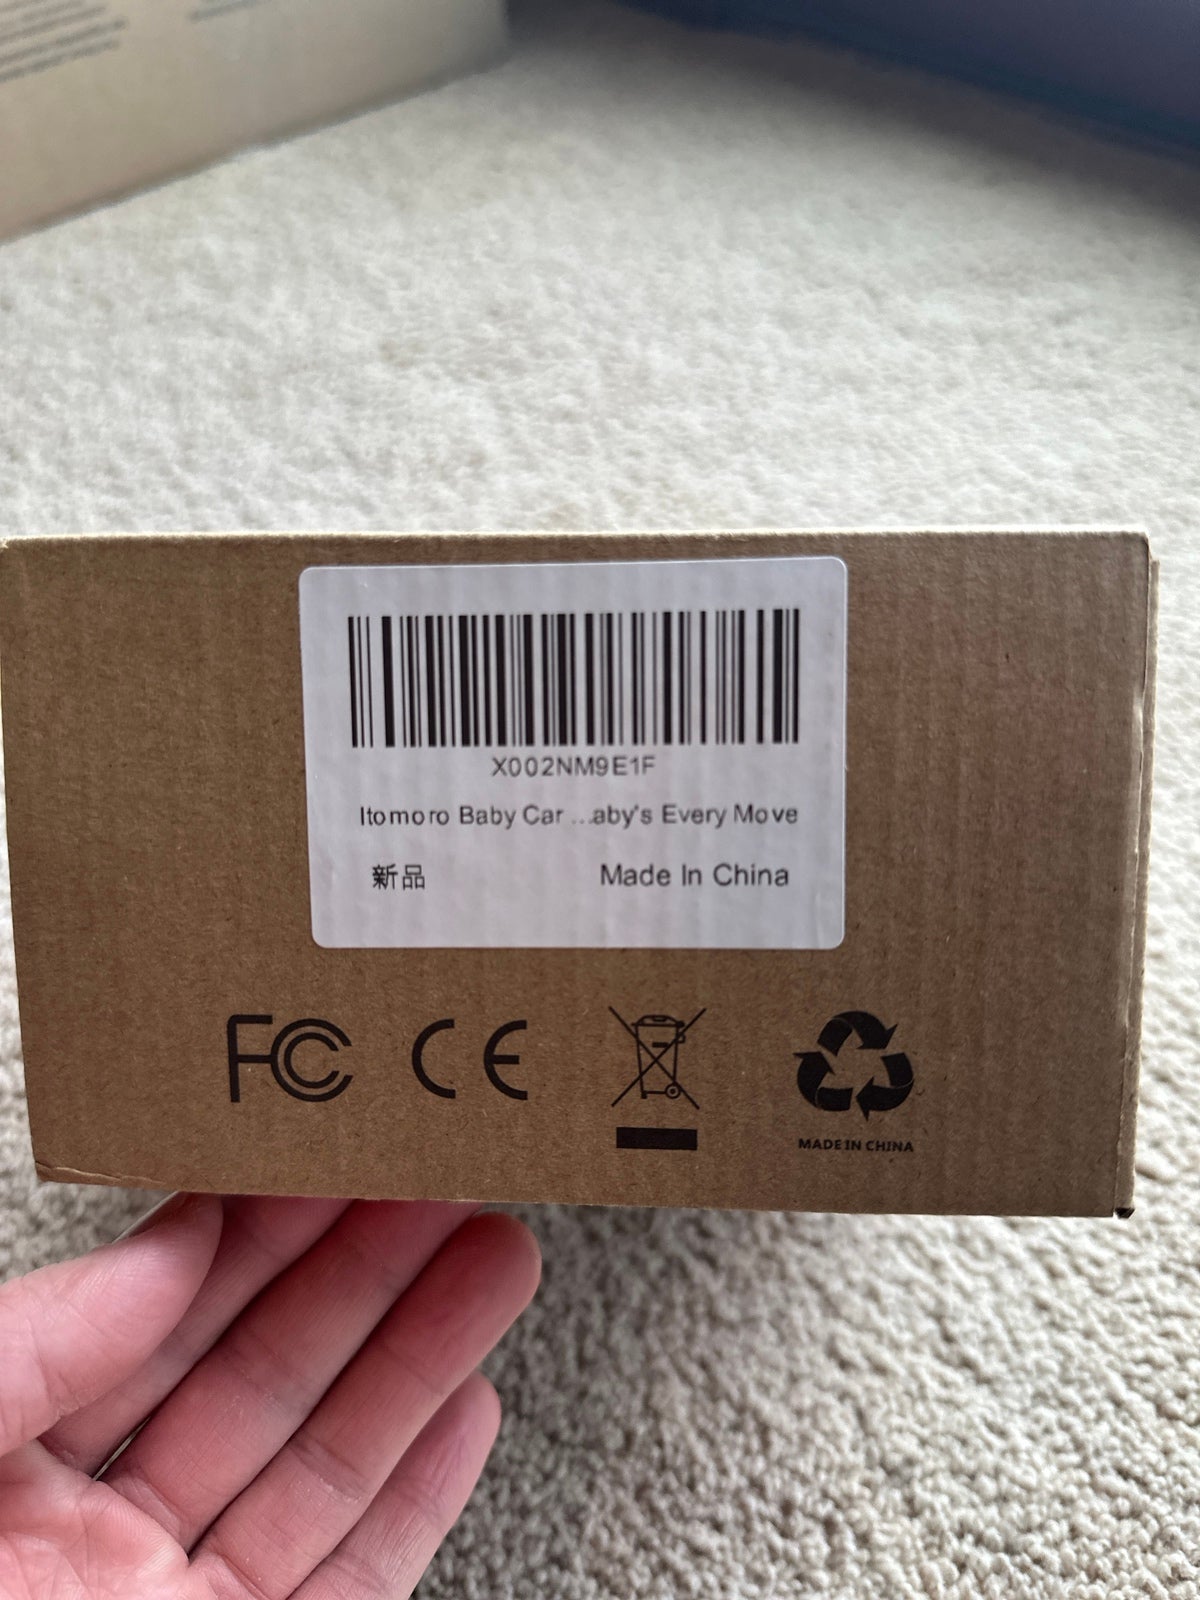 X002NM9E1F
Itomoro Baby Car ...aby's Every Move
新品 Made In China
FC CE
MADE IN CHINA